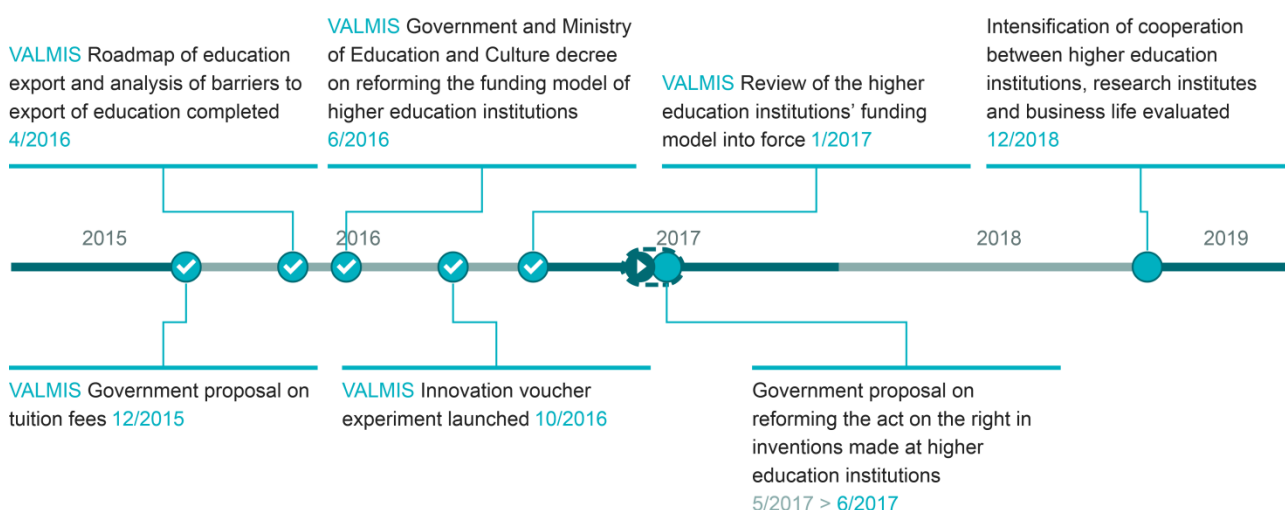 VALMIS Roadmap of education
export and analysis of barriers to
export of education completed
4/2016
VALMIS Government and Ministry
of Education and Culture decree
on reforming the funding model of
higher education institutions
6/2016
VALMIS Review of the higher
education institutions’ funding
model into force 1/2017
Intensification of cooperation
between higher education
institutions, research institutes
and business life evaluated
12/2018
2015
2016
2017
2018
2019
VALMIS Government proposal on
tuition fees 12/2015
VALMIS Innovation voucher
experiment launched 10/2016
Government proposal on
reforming the act on the right in
inventions made at higher
education institutions
5/2017 > 6/2017